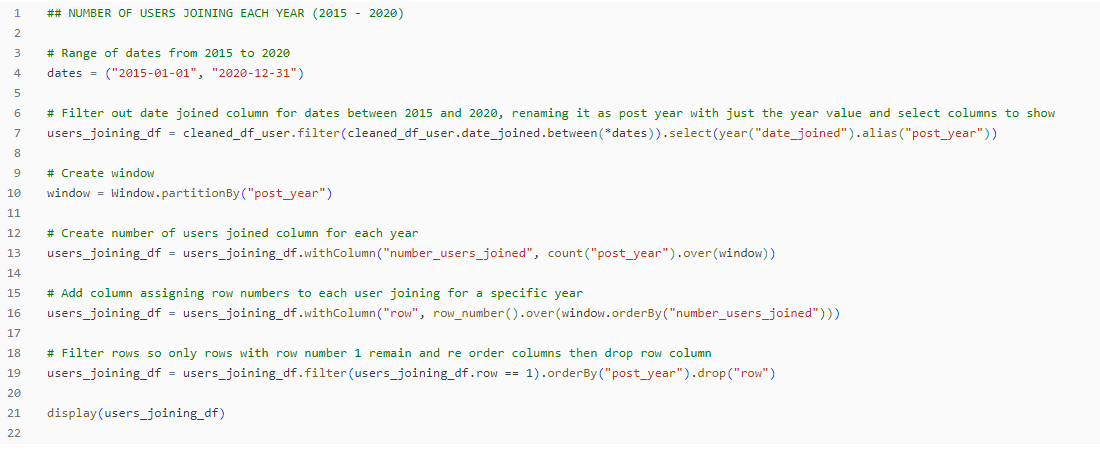 1 ## NUMBER OF USERS JOINING EACH YEAR (2015 - 2020)
2
3 # Range of dates from 2015 to 2020
4 dates = ("2015-01-01", "2020-12-31")
5
6 # Filter out date joined column for dates between 2015 and 2020, renaming it as post year with just the year value and select columns to show
7 users_joining_df = cleaned_df_user.filter(cleaned_df_user.date_joined.between(*dates)).select(year("date_joined").alias("post_year"))
8
9 # Create window
10 window = Window.partitionBy("post_year")
11
12 # Create number of users joined column for each year
13 users_joining_df = users_joining_df.withColumn("number_users_joined", count("post_year").over(window))
14
15 # Add column assigning row numbers to each user joining for a specific year
16 users_joining_df = users_joining_df.withColumn("row", row_number().over(window.orderBy("number_users_joined")))
17
18 # Filter rows so only rows with row number 1 remain and re order columns then drop row column
19 users_joining_df = users_joining_df.filter(users_joining_df.row == 1).orderBy("post_year").drop("row")
20
21 display(users_joining_df)
22